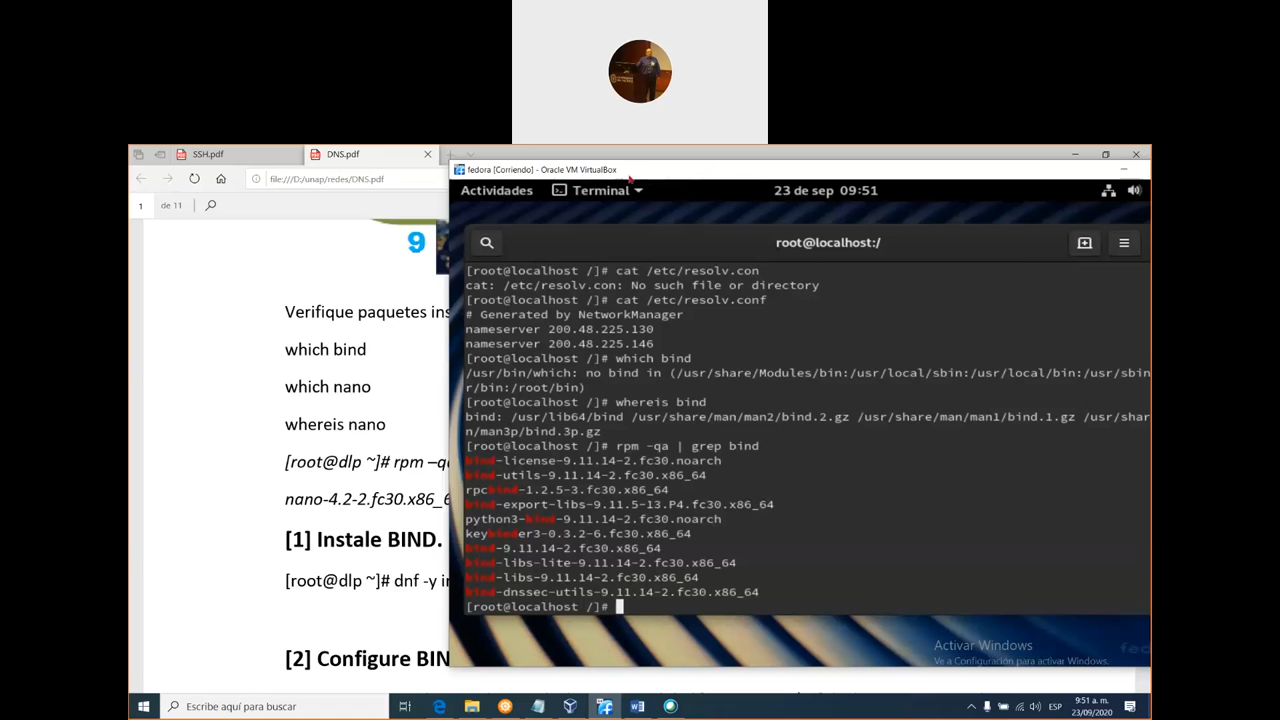 SSH.pdf
DNS.pdf
file:///D:/unap/redes/DNS.pdf
1 de 11
9
Verifique paquetes ins
which bind
which nano
whereis nano
[root@dlp ~]# rpm –qa
nano-4.2-2.fc30.x86_6
[1] Instale BIND.
[root@dlp ~]# dnf -y in
[2] Configure BIN
fedora [Corriendo] - Oracle VM VirtualBox
Actividades Terminal 23 de sep 09:51
root@localhost:/
[root@localhost /]# cat /etc/resolv.con
cat: /etc/resolv.con: No such file or directory
[root@localhost /]# cat /etc/resolv.conf
# Generated by NetworkManager
nameserver 200.48.225.130
nameserver 200.48.225.146
[root@localhost /]# which bind
/usr/bin/which: no bind in (/usr/share/Modules/bin:/usr/local/sbin:/usr/local/bin:/usr/sbin
r/bin:/root/bin)
[root@localhost /]# whereis bind
bind: /usr/lib64/bind /usr/share/man/man2/bind.2.gz /usr/share/man/man1/bind.1.gz /usr/shar
n/man3p/bind.3p.gz
[root@localhost /]# rpm -qa | grep bind
bind-license-9.11.14-2.fc30.noarch
bind-utils-9.11.14-2.fc30.x86_64
rpcbind-1.2.5-3.fc30.x86_64
bind-export-libs-9.11.5-13.P4.fc30.x86_64
python3-bind-9.11.14-2.fc30.noarch
keybinder3-0.3.2-6.fc30.x86_64
bind-9.11.14-2.fc30.x86_64
bind-libs-lite-9.11.14-2.fc30.x86_64
bind-libs-9.11.14-2.fc30.x86_64
bind-dnssec-utils-9.11.14-2.fc30.x86_64
[root@localhost /]#
Activar Windows
Ve a Configuración para activar Windows.
fed
Escribe aquí para buscar
ESP
9:51 a. m.
23/09/2020